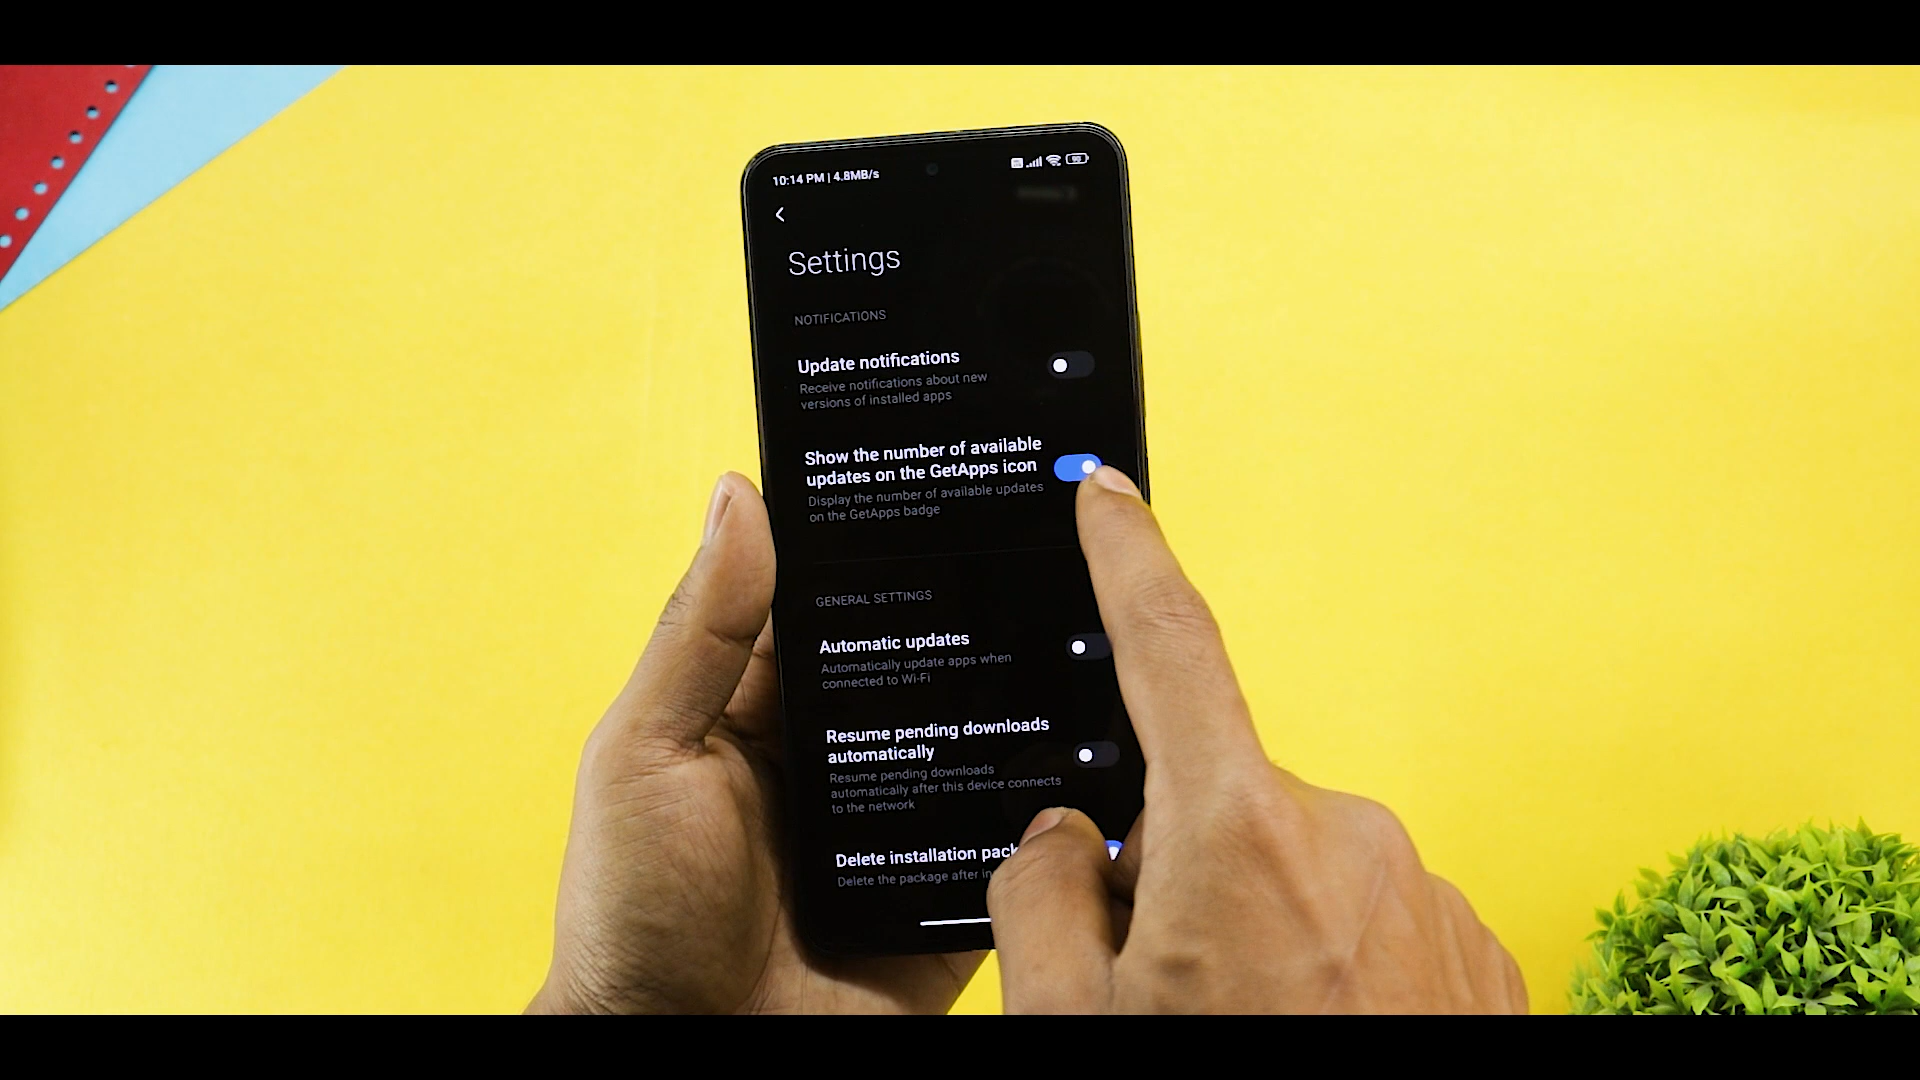 10:14 PM | 4.8MB/s
90
Settings
NOTIFICATIONS
Update notifications
Receive notifications about new
versions of installed apps
Show the number of available
updates on the GetApps icon
Display the number of available updates
on the GetApps badge
GENERAL SETTINGS
Automatic updates
Automatically update apps when
connected to Wi-Fi
Resume pending downloads
automatically
Resume pending downloads
automatically after this device connects
to the network
Delete installation pack
Delete the package after in